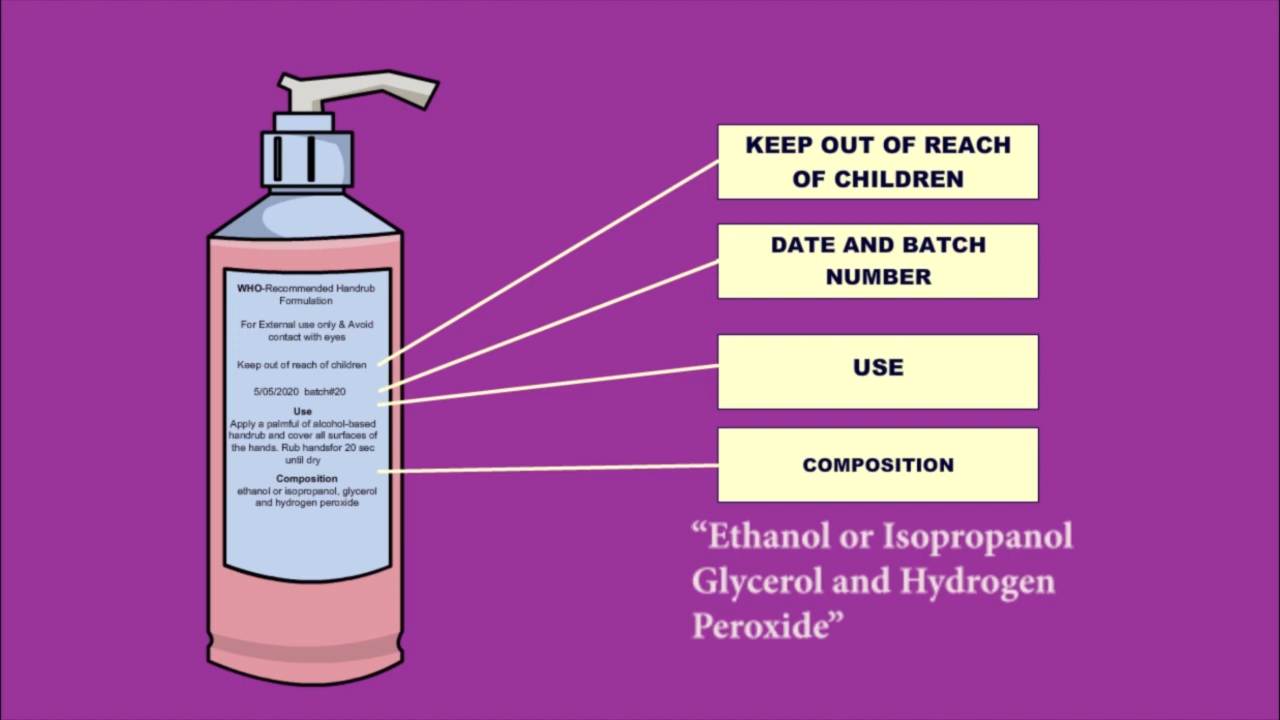 WHO-Recommended Handrub
Formulation
For External use only & Avoid
contact with eyes
Keep out of reach of children
5/05/2020 batch#20
Use
Apply a palmful of alcohol-based
handrub and cover all surfaces of
the hands. Rub handsfor 20 sec
until dry
Composition
ethanol or isopropanol, glycerol
and hydrogen peroxide
KEEP OUT OF REACH
OF CHILDREN
DATE AND BATCH
NUMBER
USE
COMPOSITION
“Ethanol or Isopropanol
Glycerol and Hydrogen
Peroxide”